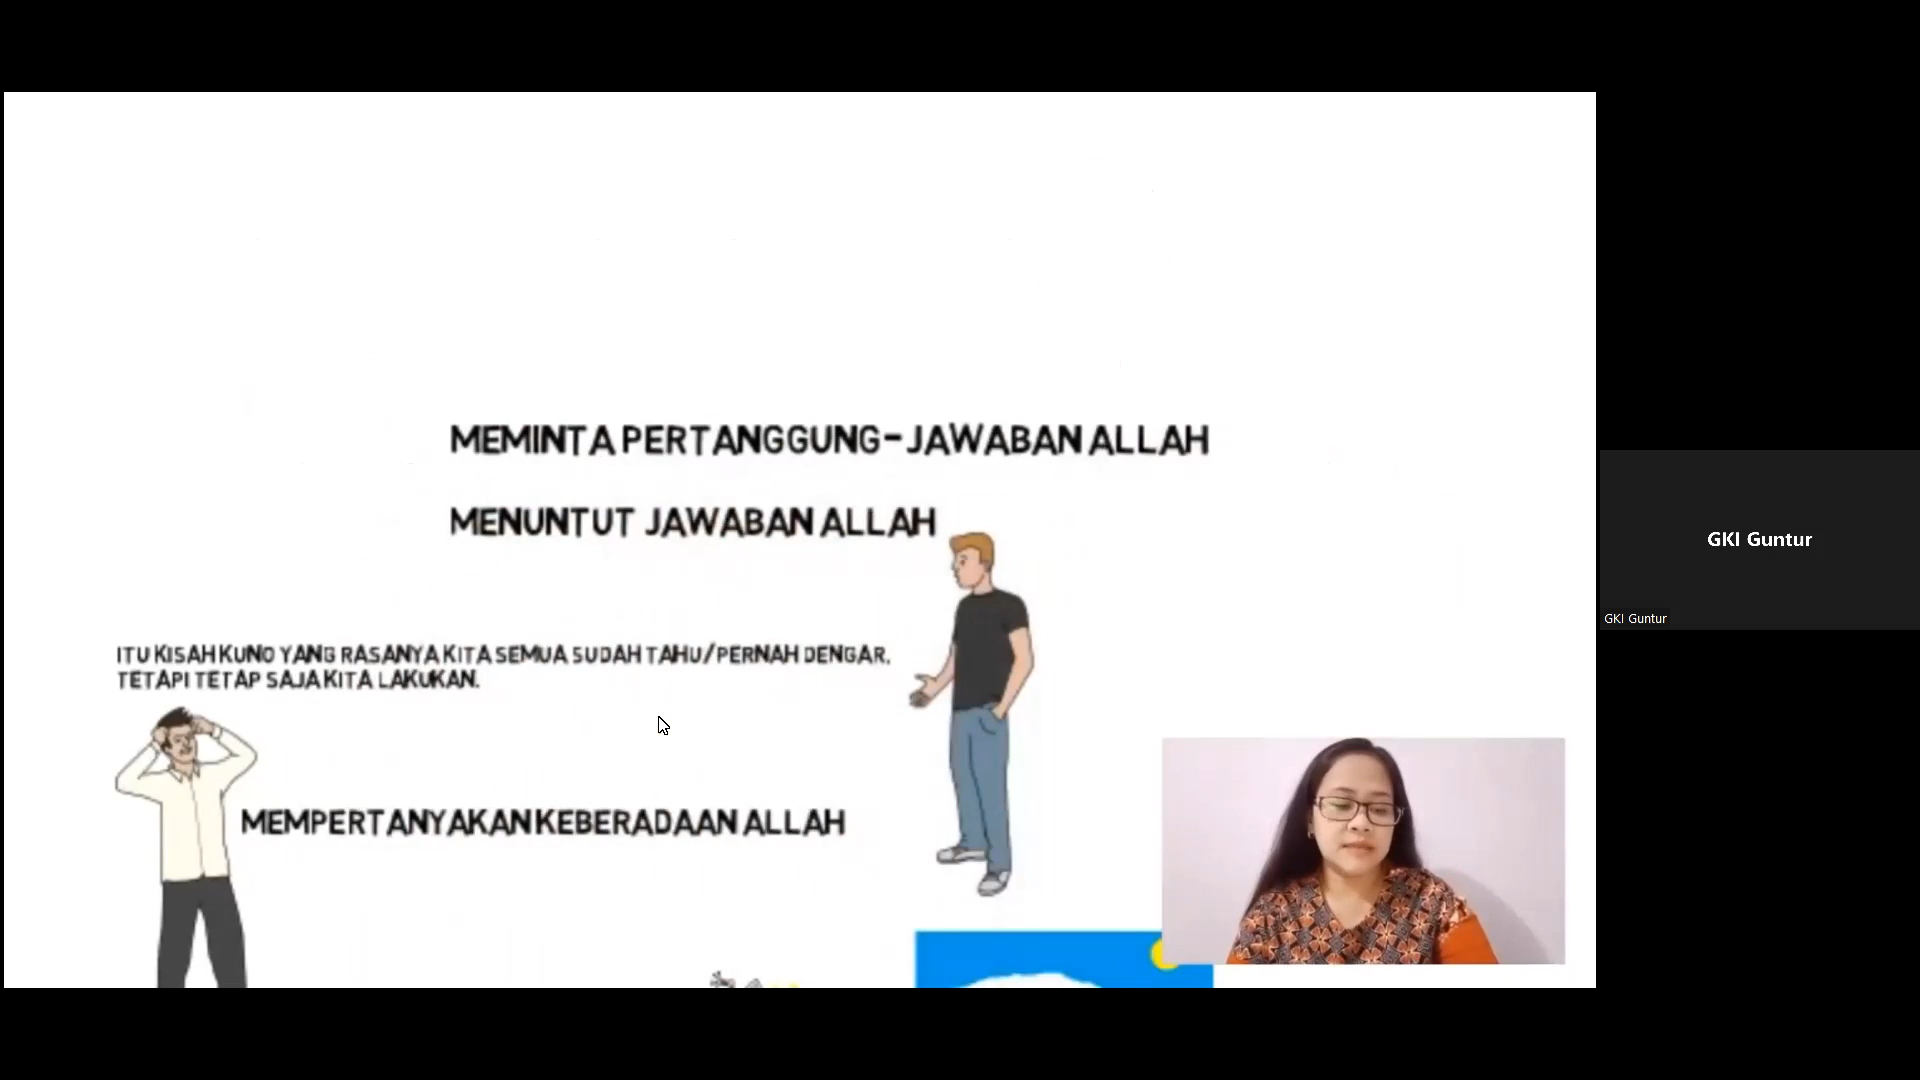 MEMINTA PERTANGGUNG-JAWABAN ALLAH
MENUNTUT JAWABAN ALLAH
ITU KISAH KUNO YANG RASANYA KITA SEMUA SUDAH TAHU/PERNAH DENGAR,
TETAPI TETAP SAJA KITA LAKUKAN.
MEMPERTANYAKAN KEBERADAAN ALLAH
GKI Guntur
GKI Guntur